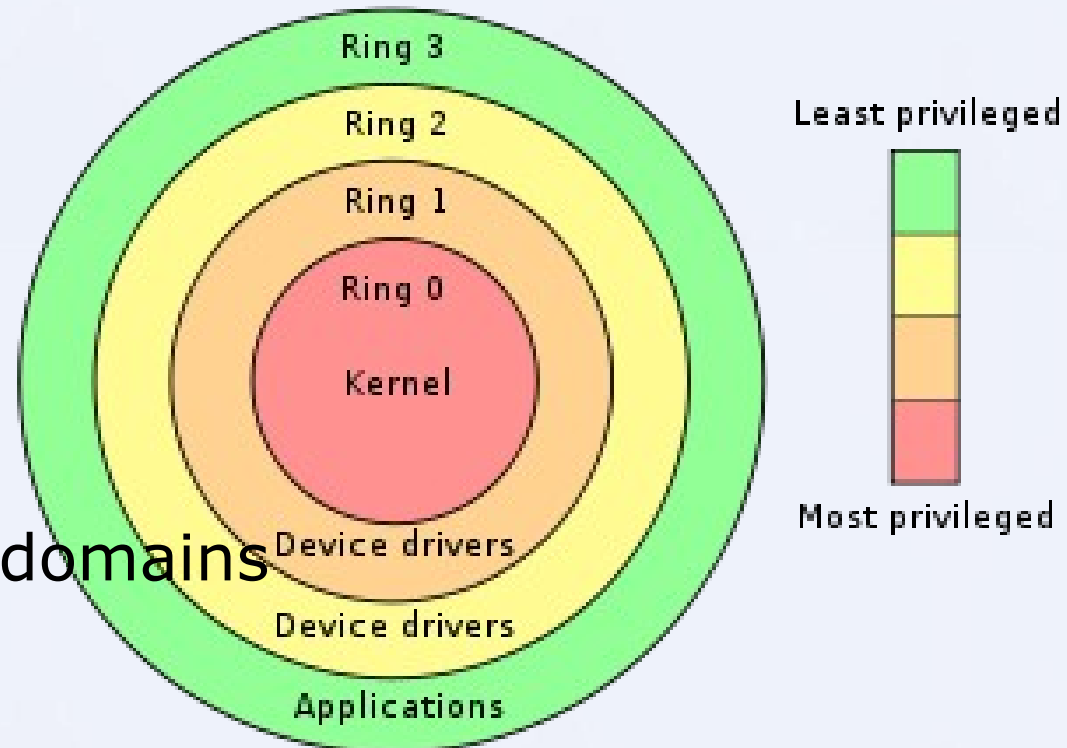 Ring 3
Least privileged
Ring 2
Ring 1
Ring 0
Kernel
Most privileged
domains
Device drivers
Device drivers
Applications